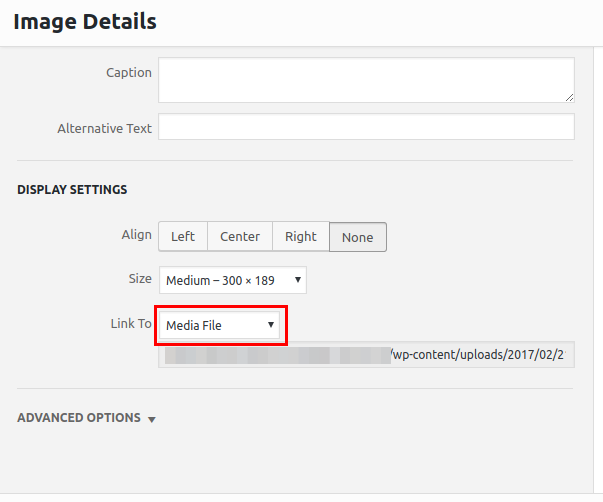 Image Details
Caption
Alternative Text
DISPLAY SETTINGS
Align Left Center Right None
Size Medium – 300 × 189
Link To Media File
/wp-content/uploads/2017/02/2
ADVANCED OPTIONS